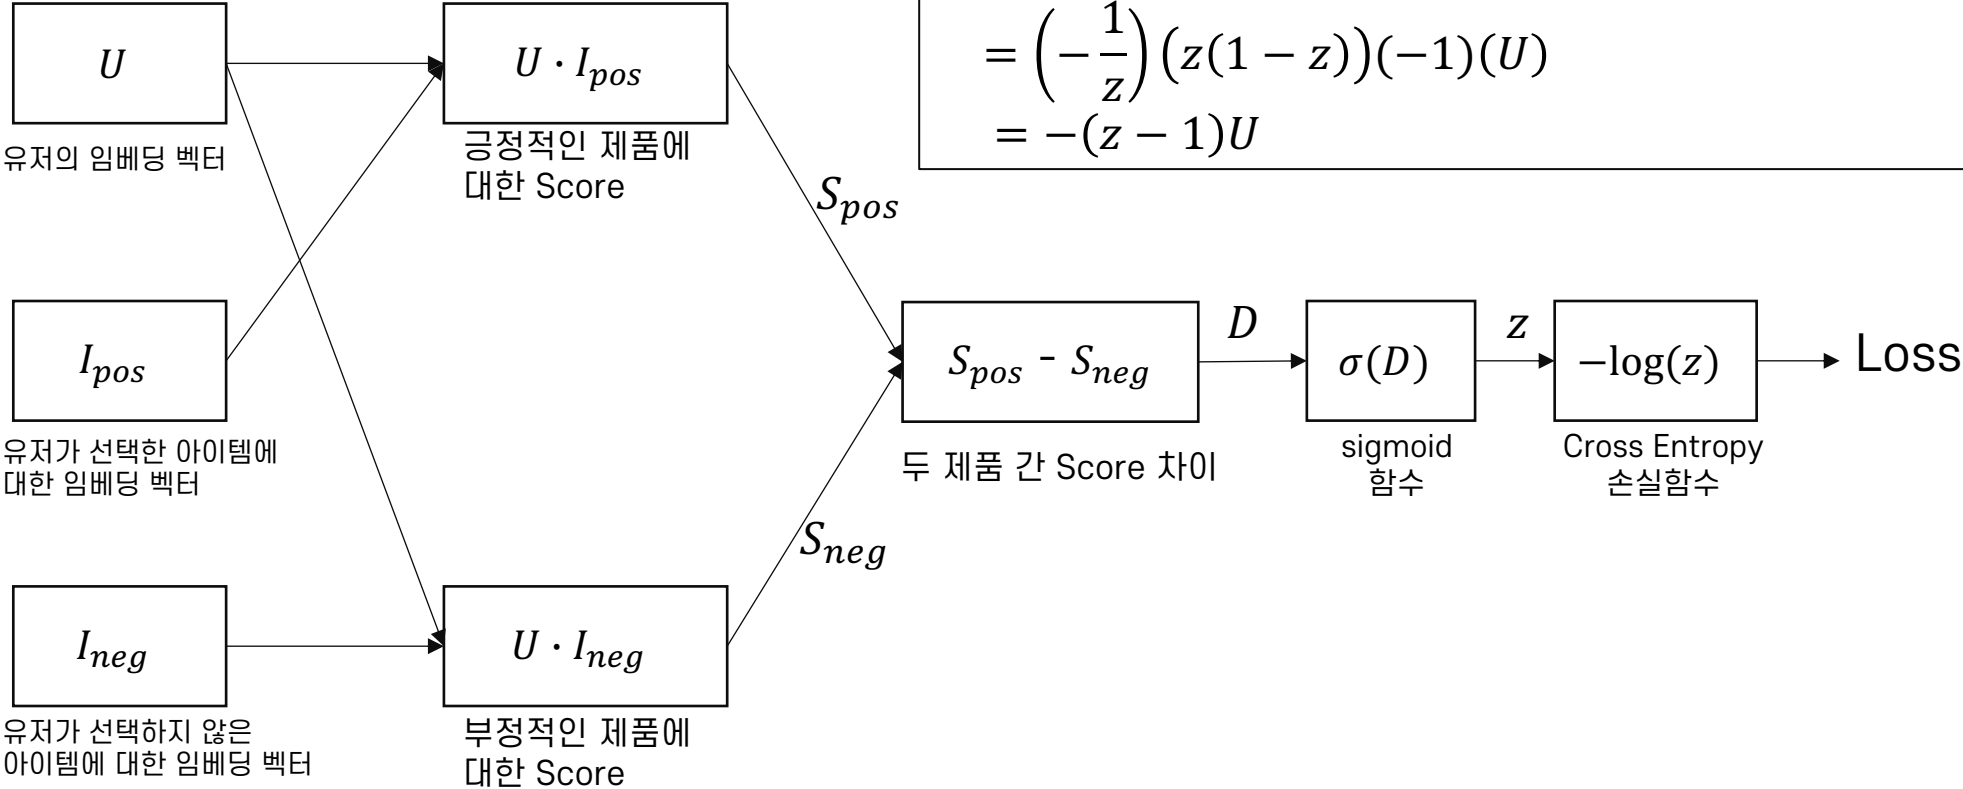 U
유저의 임베딩 벡터
U · I_pos
긍정적인 제품에
대한 Score
= (−1/z)(z(1 − z))(−1)(U)
= −(z − 1)U
S_pos
I_pos
유저가 선택한 아이템에
대한 임베딩 벡터
S_pos - S_neg
두 제품 간 Score 차이
D
σ(D)
sigmoid
함수
z
−log(z)
Cross Entropy
손실함수
Loss
S_neg
I_neg
유저가 선택하지 않은
아이템에 대한 임베딩 벡터
U · I_neg
부정적인 제품에
대한 Score